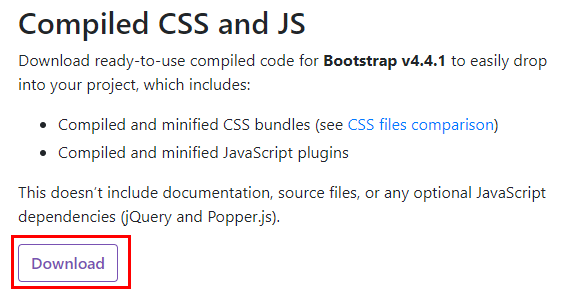 Compiled CSS and JS
Download ready-to-use compiled code for Bootstrap v4.4.1 to easily drop
into your project, which includes:
• Compiled and minified CSS bundles (see CSS files comparison)
• Compiled and minified JavaScript plugins
This doesn’t include documentation, source files, or any optional JavaScript
dependencies (jQuery and Popper.js).
Download